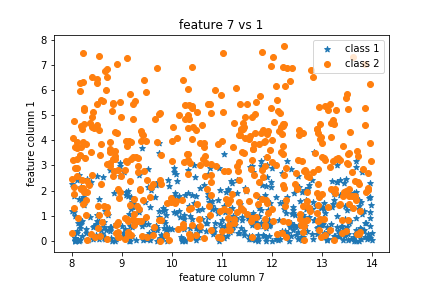 feature 7 vs 1
class 1
class 2
feature column 1
8
7
6
5
4
3
2
1
0
8 9 10 11 12 13 14
feature column 7